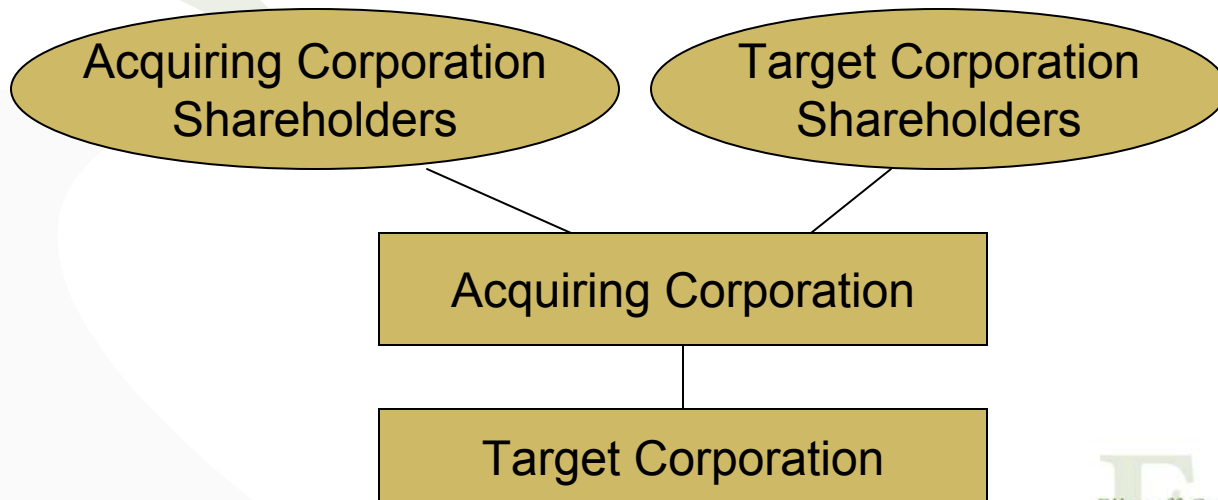 Acquiring Corporation
Shareholders
Target Corporation
Shareholders
Acquiring Corporation
Target Corporation